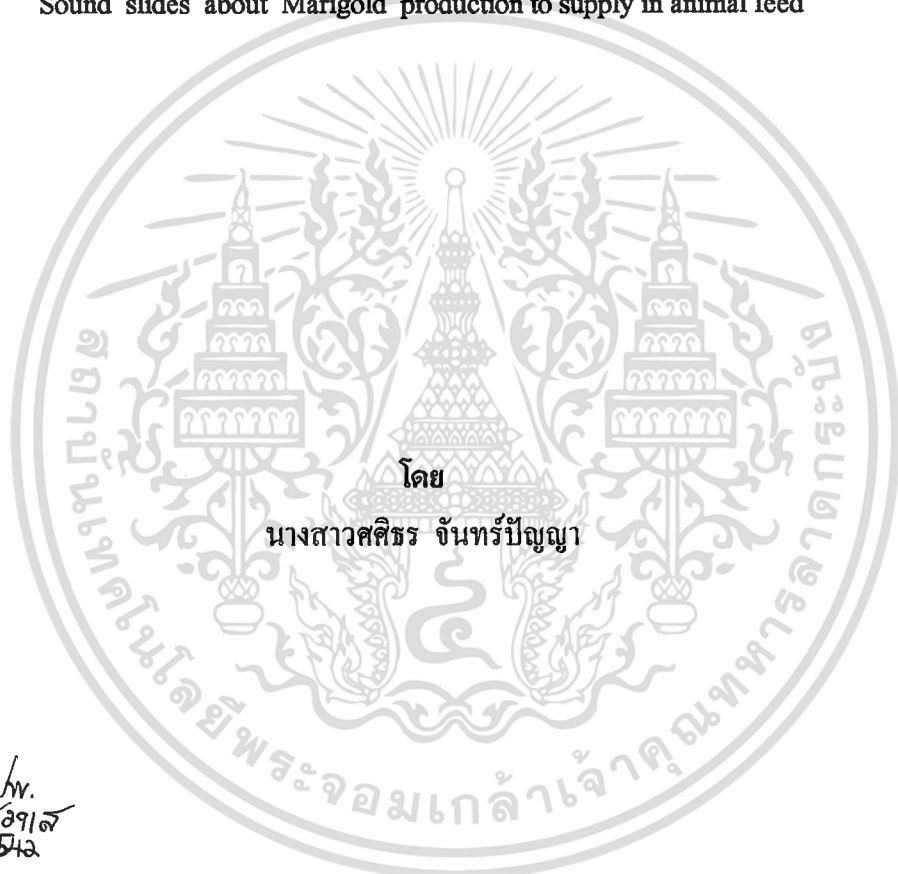 Sound slides about Marigold production to supply in animal feed
โดย
นางสาวศศิธร จันทร์ปัญญา
สถาบันเทคโนโลยีพระจอมเกล้าเจ้าคุณทหารลาดกระบัง